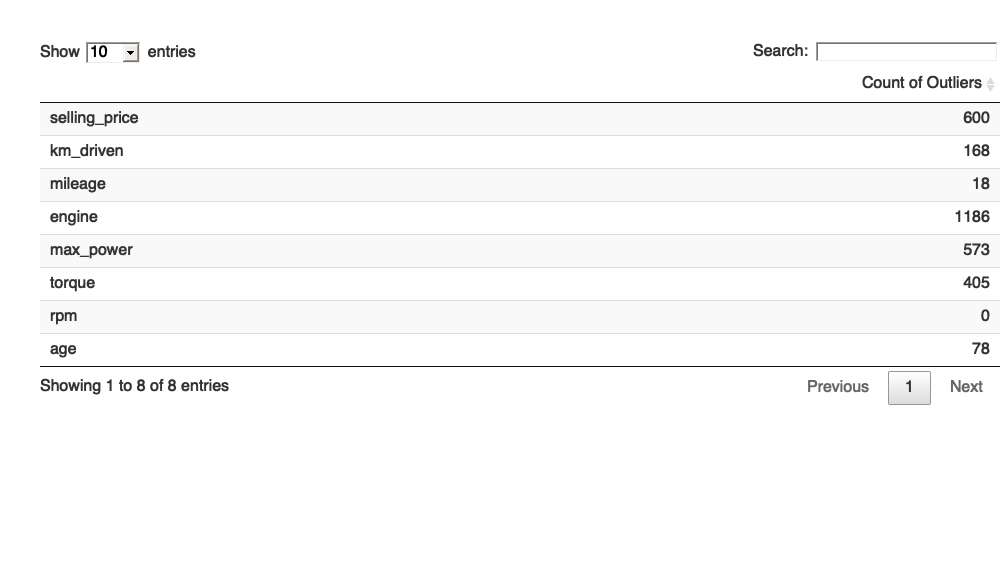 Show 10 entries Search:
Count of Outliers
selling_price 600
km_driven 168
mileage 18
engine 1186
max_power 573
torque 405
rpm 0
age 78
Showing 1 to 8 of 8 entries Previous 1 Next